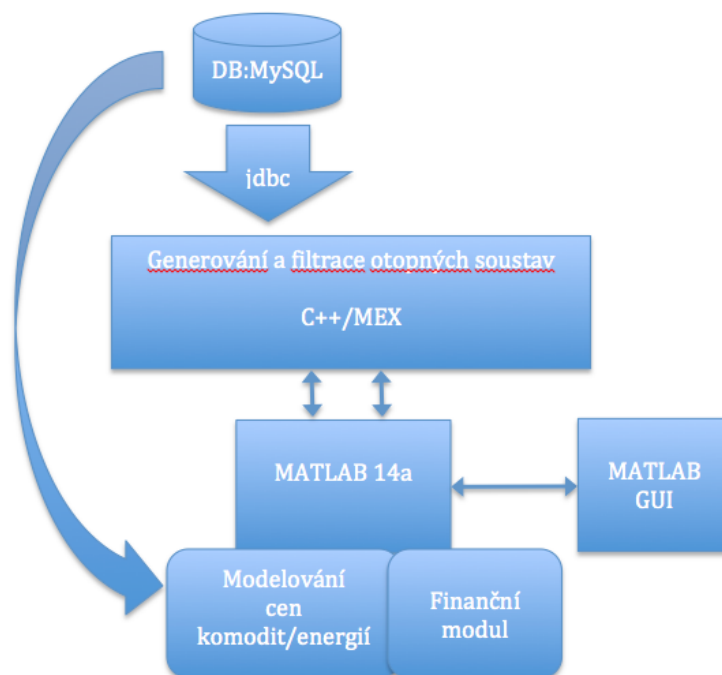 DB:MySQL
jdbc
Generování a filtrace otopných soustav
C++/MEX
MATLAB 14a
MATLAB
GUI
Modelování
cen
komodit/energií
Finanční
modul